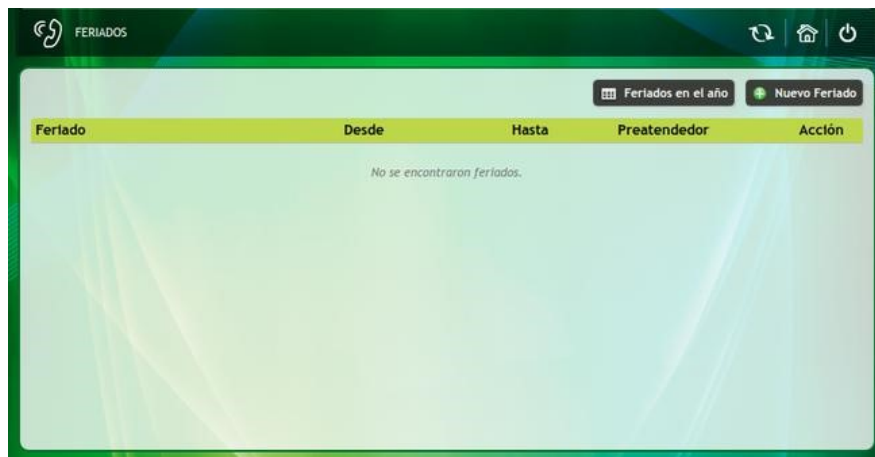 FERIADOS
Feriados en el año Nuevo Feriado
Feriado Desde Hasta Preatendedor Acción
No se encontraron feriados.